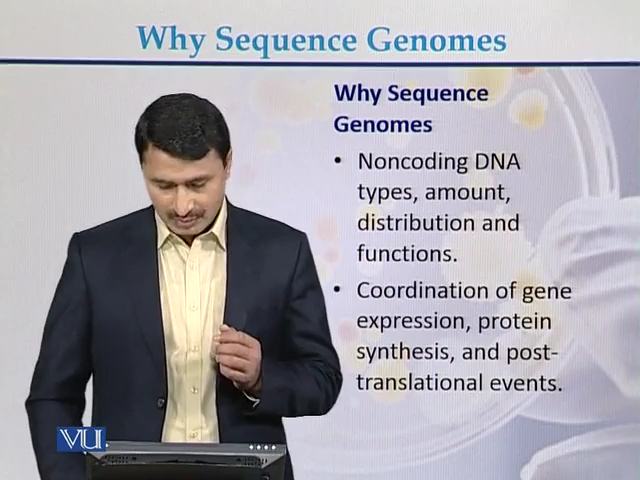 Why Sequence Genomes
Why Sequence
Genomes
• Noncoding DNA
types, amount,
distribution and
functions.
• Coordination of gene
expression, protein
synthesis, and post-
translational events.
VU